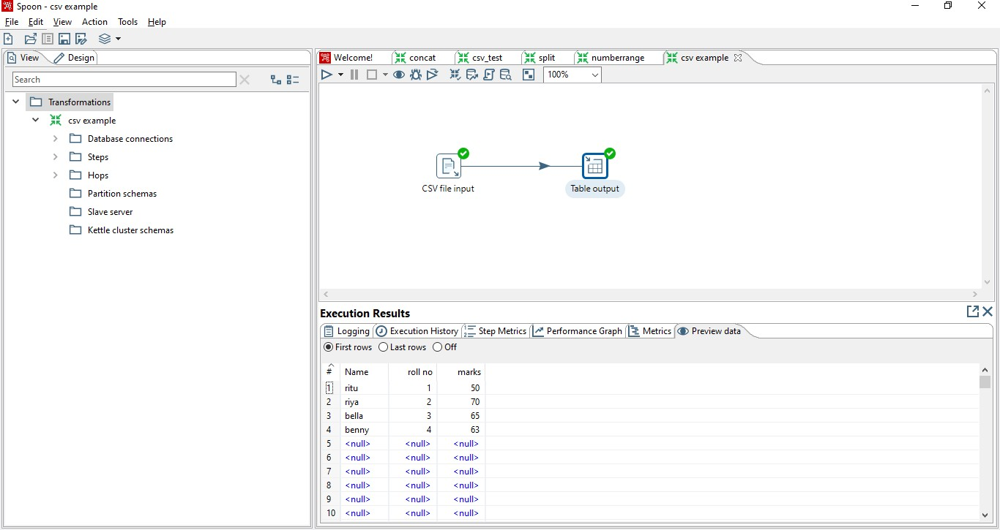 Spoon - csv example
File Edit View Action Tools Help
View Design
Search
Transformations
csv example
Database connections
Steps
Hops
Partition schemas
Slave server
Kettle cluster schemas
Welcome! concat csv_test split numberrange csv example
100%
CSV file input Table output
Execution Results
Logging Execution History Step Metrics Performance Graph Metrics Preview data
First rows Last rows Off
# Name roll no marks
1 ritu 1 50
2 riya 2 70
3 bella 3 65
4 benny 4 63
5 <null> <null> <null>
6 <null> <null> <null>
7 <null> <null> <null>
8 <null> <null> <null>
9 <null> <null> <null>
10 <null> <null> <null>